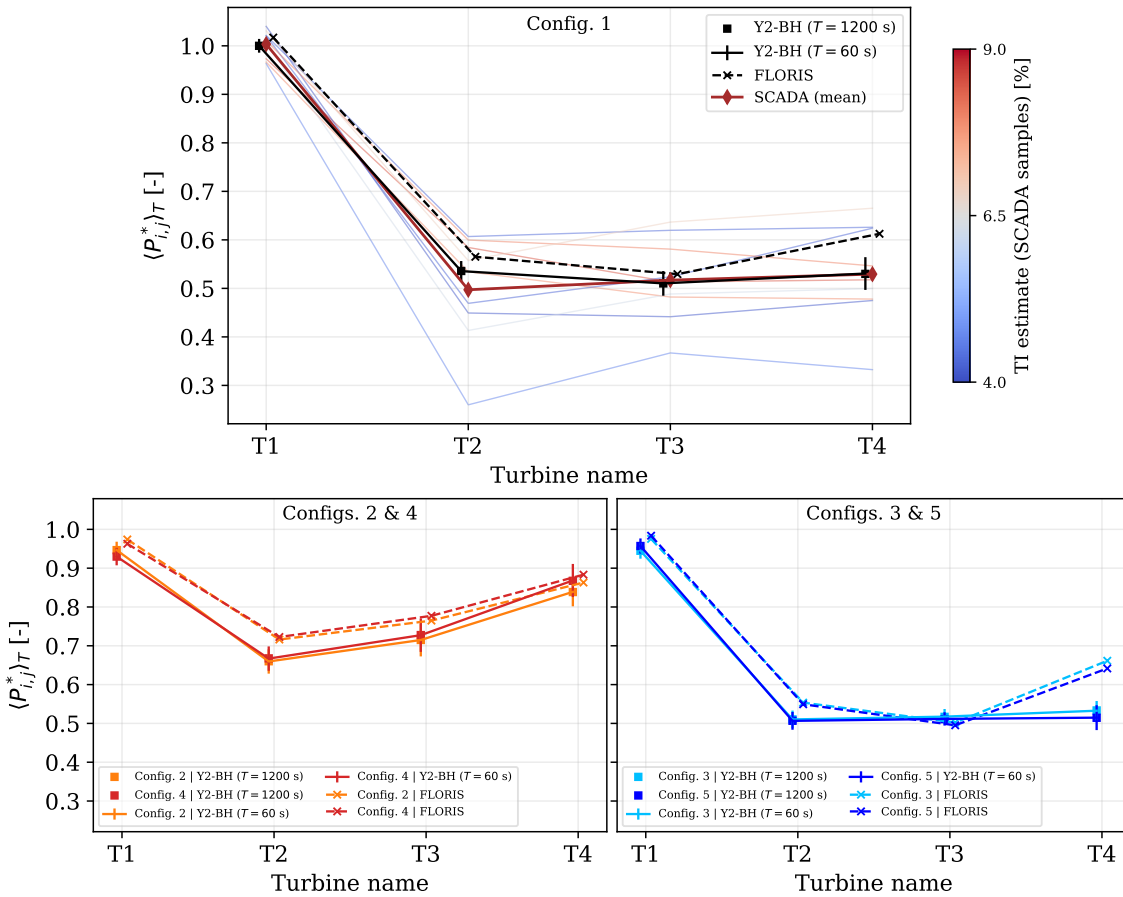 Config. 1
Y2-BH (T = 1200 s)
Y2-BH (T = 60 s)
FLORIS
SCADA (mean)
1.0
0.9
0.8
0.7
0.6
0.5
0.4
0.3
⟨P*i,j⟩T [-]
T1 T2 T3 T4
Turbine name
9.0
6.5
4.0
TI estimate (SCADA samples) [%]
Configs. 2 & 4
1.0
0.9
0.8
0.7
0.6
0.5
0.4
0.3
⟨P*i,j⟩T [-]
Config. 2 | Y2-BH (T = 1200 s)
Config. 4 | Y2-BH (T = 1200 s)
Config. 2 | Y2-BH (T = 60 s)
Config. 4 | Y2-BH (T = 60 s)
Config. 2 | FLORIS
Config. 4 | FLORIS
T1 T2 T3 T4
Turbine name
Configs. 3 & 5
Config. 3 | Y2-BH (T = 1200 s)
Config. 5 | Y2-BH (T = 1200 s)
Config. 3 | Y2-BH (T = 60 s)
Config. 5 | Y2-BH (T = 60 s)
Config. 3 | FLORIS
Config. 5 | FLORIS
T1 T2 T3 T4
Turbine name